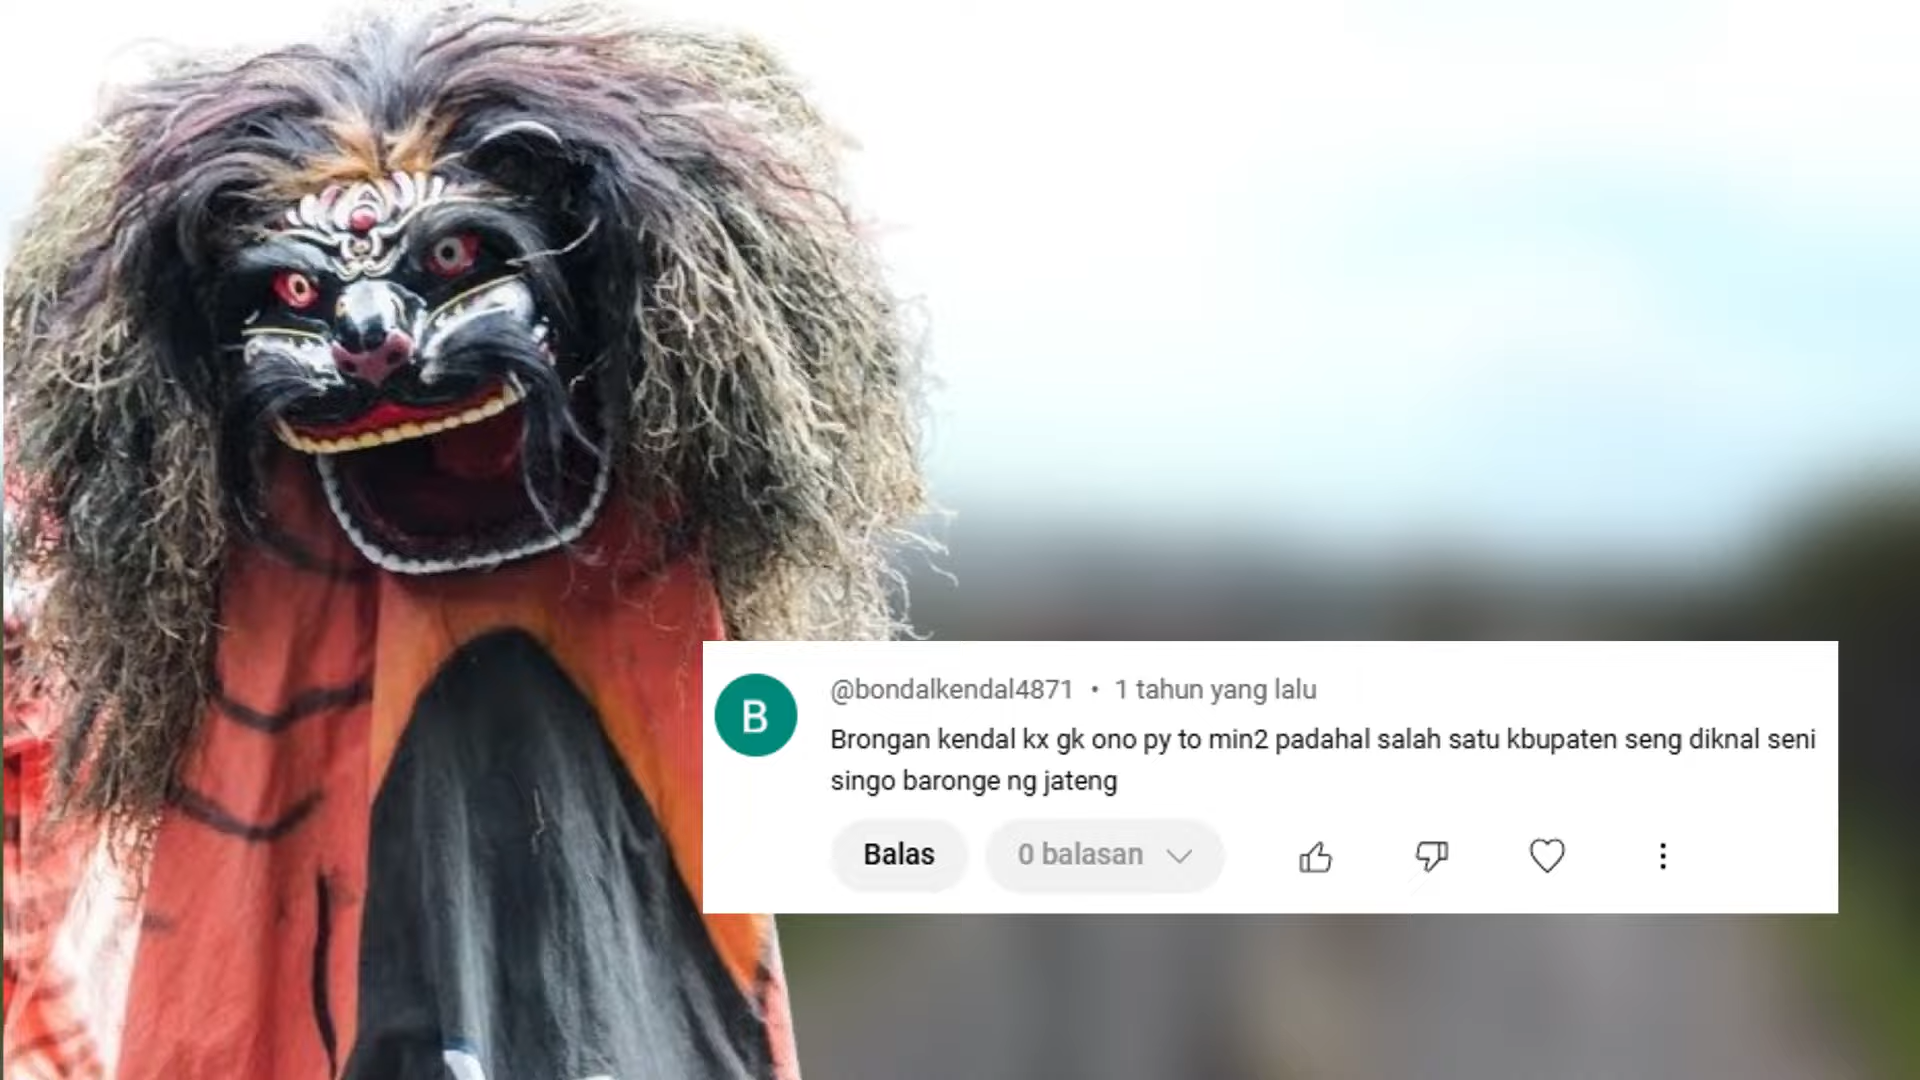 B
@bondalkendal4871 • 1 tahun yang lalu
Brongan kendal kx gk ono py to min2 padahal salah satu kbupaten seng diknal seni
singo baronge ng jateng
Balas
0 balasan